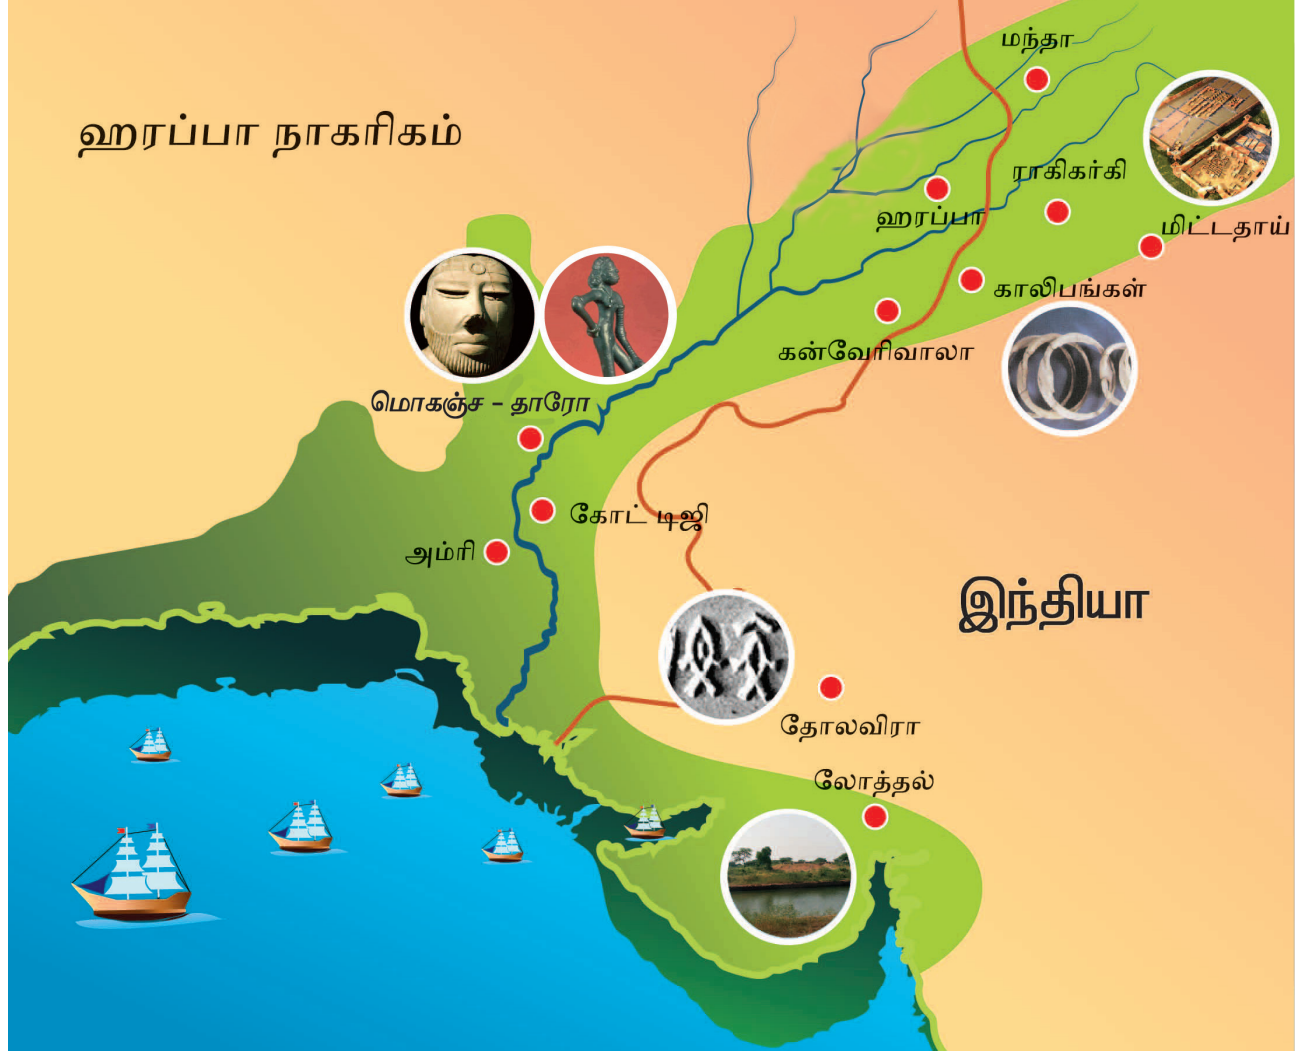 மந்தா
ஹரப்பா நாகரிகம்
ராகிகர்கி
ஹரப்பா
மிட்டதாய்
காலிபங்கள்
கன்வேரிவாலா
மொகஞ்ச - தாரோ
கோட் டிஜி
அம்ரி
இந்தியா
தோலவிரா
லோத்தல்